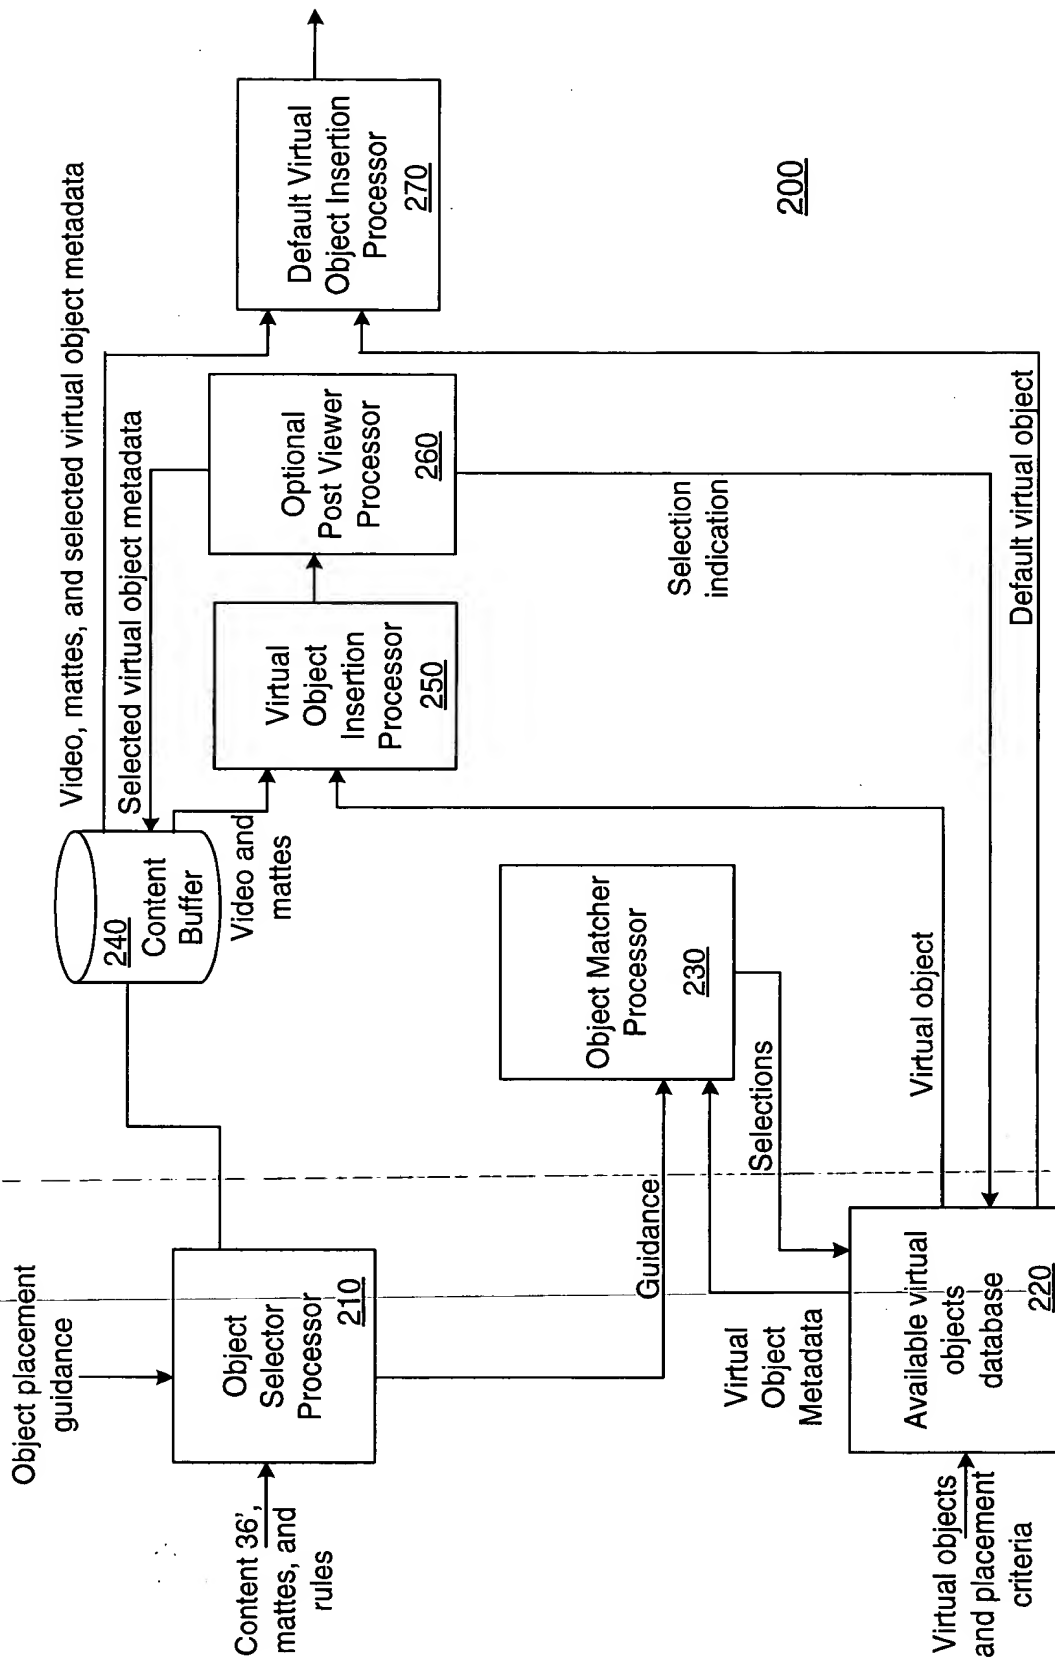 Object placement
guidance
Content 36',
mattes, and
rules
Object
Selector
Processor
210
240
Content
Buffer
Video, mattes, and selected virtual object metadata
Selected virtual object metadata
Video and
mattes
Virtual
Object
Insertion
Processor
250
Optional
Post Viewer
Processor
260
Default Virtual
Object Insertion
Processor
270
Guidance
Object Matcher
Processor
230
Selections
Selection
indication
Virtual
Object
Metadata
Virtual object
Default virtual object
Virtual objects
and placement
criteria
Available virtual
objects
database
220
200